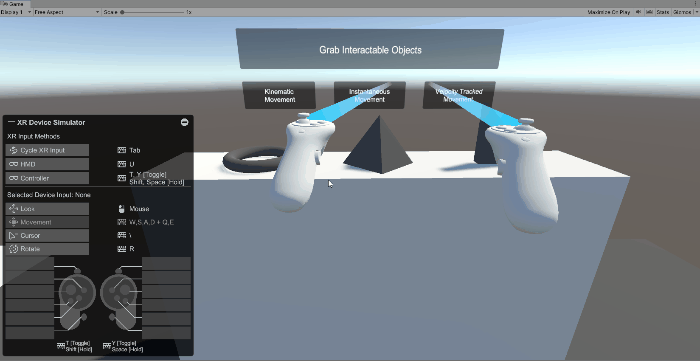 Game
Display 1 Free Aspect Scale 1x Maximize On Play Stats Gizmos
Grab Interactable Objects
Kinematic
Movement
Instantaneous
Movement
Velocity Tracked
Movement
XR Device Simulator
XR Input Methods
Cycle XR Input Tab
HMD U
Controller T, Y [Toggle]
Shift, Space [Hold]
Selected Device Input: None
Look Mouse
Movement W,S,A,D + Q,E
Cursor \
Rotate R
T [Toggle]
Shift [Hold]
Y [Toggle]
Space [Hold]